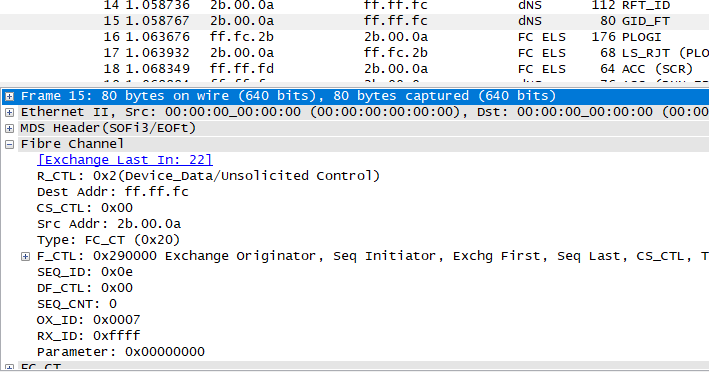 14 1.058736 2b.00.0a ff.ff.fc dNS 112 RFT_ID
15 1.058767 2b.00.0a ff.ff.fc dNS 80 GID_FT
16 1.063676 ff.fc.2b 2b.00.0a FC ELS 176 PLOGI
17 1.063932 ff.fc.2b 2b.00.0a FC ELS 68 LS_RJT (PLO
18 1.068349 ff.ff.fd 2b.00.0a FC ELS 64 ACC (SCR)
Frame 15: 80 bytes on wire (640 bits), 80 bytes captured (640 bits)
Ethernet II, Src: 00:00:00_00:00:00 (00:00:00:00:00:00), Dst: 00:00:00_00:00:00 (00:00
MDS Header(SOFi3/EOFt)
Fibre Channel
[Exchange Last In: 22]
R_CTL: 0x2(Device_Data/Unsolicited Control)
Dest Addr: ff.ff.fc
CS_CTL: 0x00
Src Addr: 2b.00.0a
Type: FC_CT (0x20)
F_CTL: 0x290000 Exchange Originator, Seq Initiator, Exchg First, Seq Last, CS_CTL, T
SEQ_ID: 0x0e
DF_CTL: 0x00
SEQ_CNT: 0
OX_ID: 0x0007
RX_ID: 0xffff
Parameter: 0x00000000
FC_CT